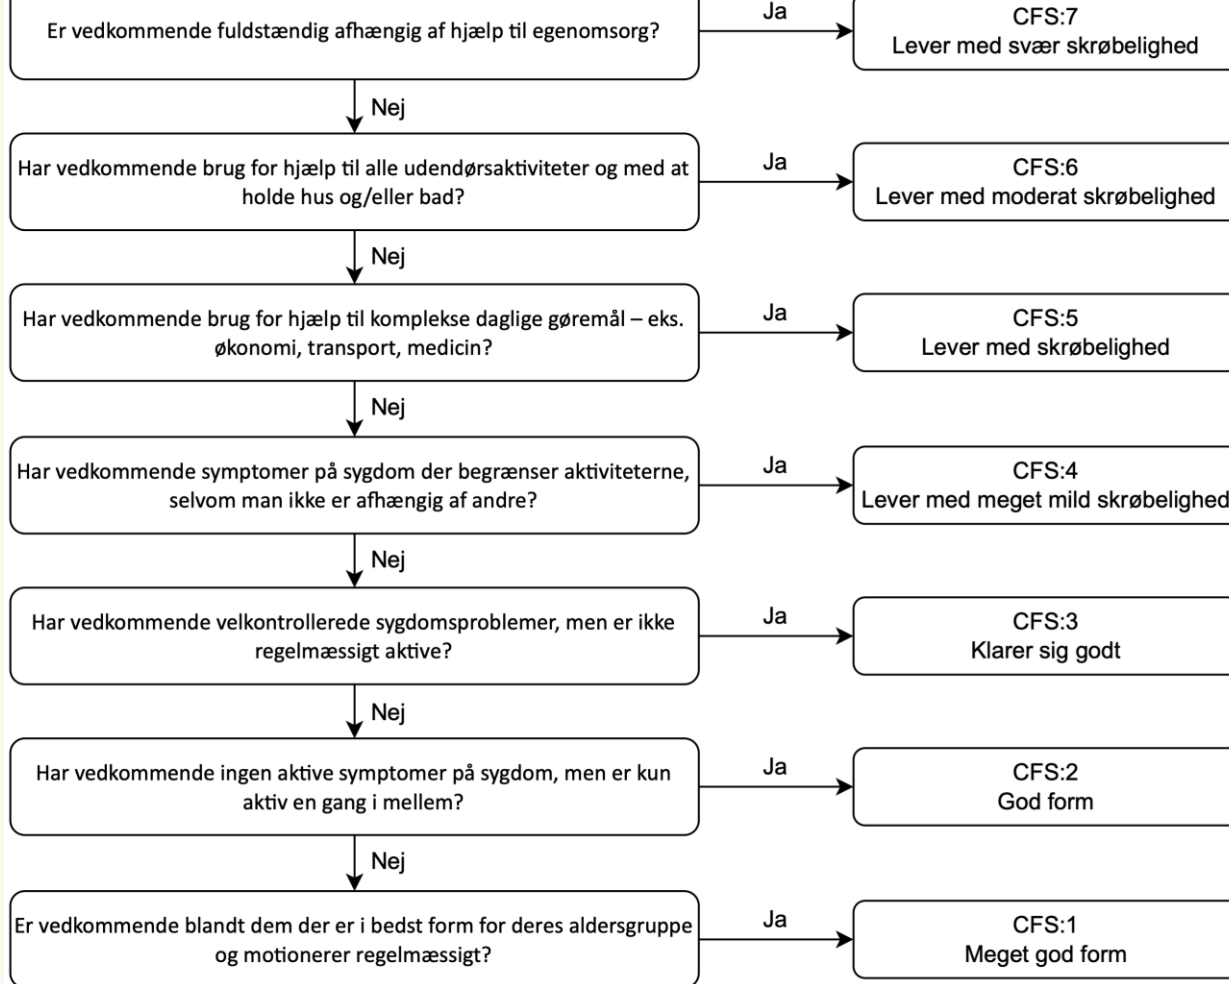 Er vedkommende fuldstændig afhængig af hjælp til egenomsorg?
Ja
CFS:7
Lever med svær skrøbelighed
Nej
Har vedkommende brug for hjælp til alle udendørsaktiviteter og med at
holde hus og/eller bad?
Ja
CFS:6
Lever med moderat skrøbelighed
Nej
Har vedkommende brug for hjælp til komplekse daglige gøremål – eks.
økonomi, transport, medicin?
Ja
CFS:5
Lever med skrøbelighed
Nej
Har vedkommende symptomer på sygdom der begrænser aktiviteterne,
selvom man ikke er afhængig af andre?
Ja
CFS:4
Lever med meget mild skrøbelighed
Nej
Har vedkommende velkontrollerede sygdomsproblemer, men er ikke
regelmæssigt aktive?
Ja
CFS:3
Klarer sig godt
Nej
Har vedkommende ingen aktive symptomer på sygdom, men er kun
aktiv en gang i mellem?
Ja
CFS:2
God form
Nej
Er vedkommende blandt dem der er i bedst form for deres aldersgruppe
og motionerer regelmæssigt?
Ja
CFS:1
Meget god form